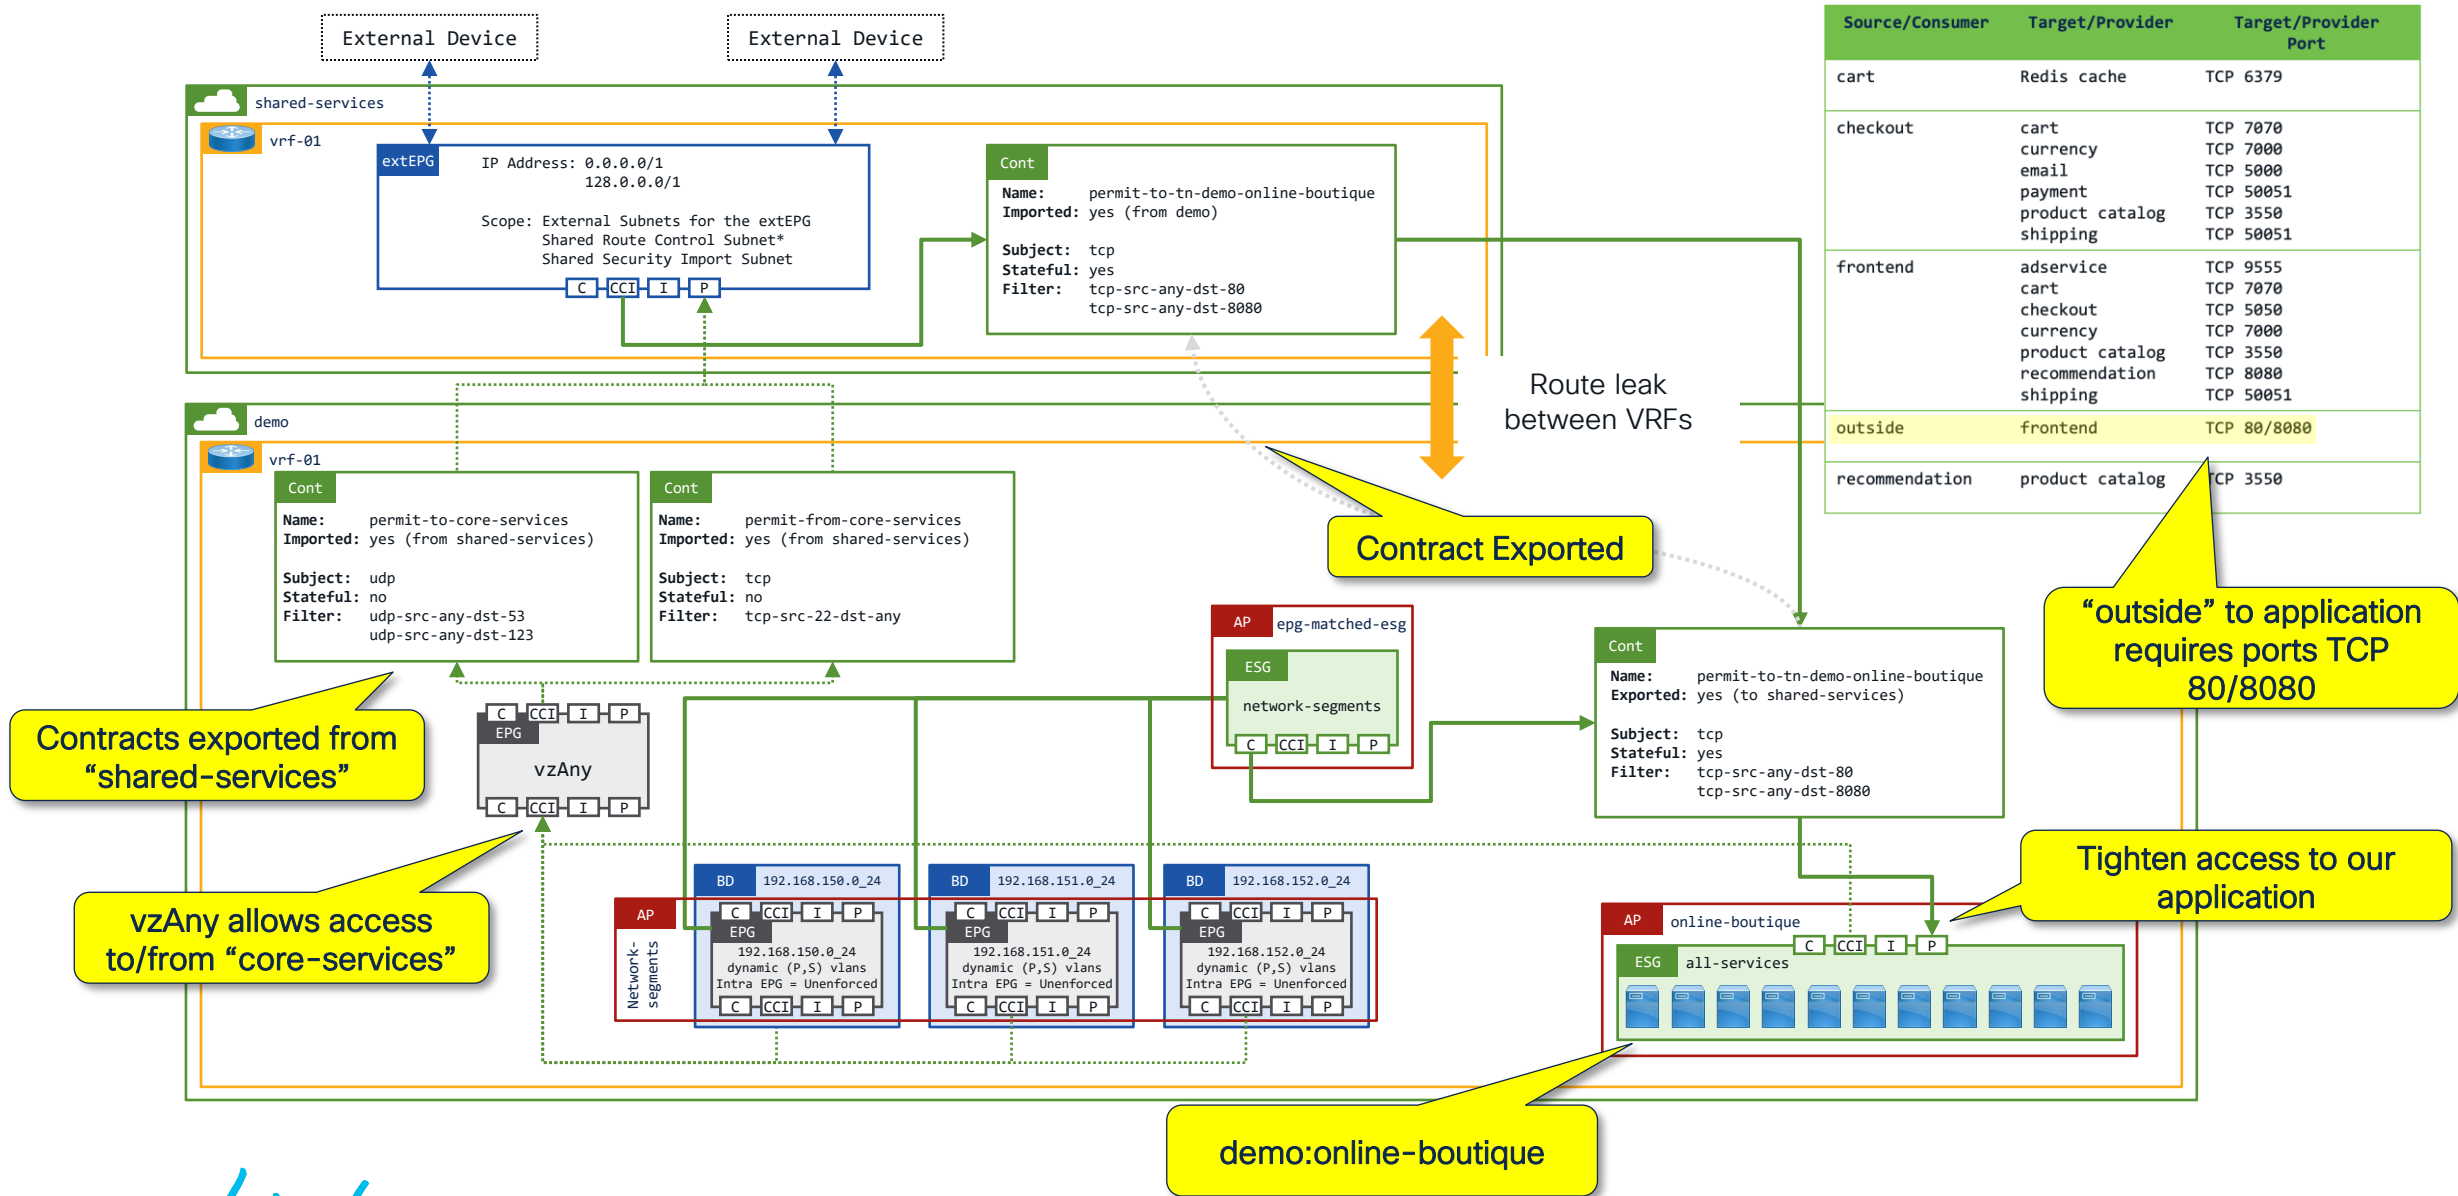 External Device
External Device
shared-services
vrf-01
extEPG
IP Address: 0.0.0.0/1
128.0.0.0/1
Scope: External Subnets for the extEPG
Shared Route Control Subnet*
Shared Security Import Subnet
C CCI I P
Cont
Name: permit-to-tn-demo-online-boutique
Imported: yes (from demo)
Subject: tcp
Stateful: yes
Filter: tcp-src-any-dst-80
tcp-src-any-dst-8080
Route leak
between VRFs
Source/Consumer Target/Provider Target/Provider
Port
cart Redis cache TCP 6379
checkout cart TCP 7070
currency TCP 7000
email TCP 5000
payment TCP 50051
product catalog TCP 3550
shipping TCP 50051
frontend adservice TCP 9555
cart TCP 7070
checkout TCP 5050
currency TCP 7000
product catalog TCP 3550
recommendation TCP 8080
shipping TCP 50051
outside frontend TCP 80/8080
recommendation product catalog TCP 3550
demo
vrf-01
Cont
Name: permit-to-core-services
Imported: yes (from shared-services)
Subject: udp
Stateful: no
Filter: udp-src-any-dst-53
udp-src-any-dst-123
Cont
Name: permit-from-core-services
Imported: yes (from shared-services)
Subject: tcp
Stateful: no
Filter: tcp-src-22-dst-any
Contract Exported
"outside" to application
requires ports TCP
80/8080
AP epg-matched-esg
ESG
network-segments
C CCI I P
Cont
Name: permit-to-tn-demo-online-boutique
Exported: yes (to shared-services)
Subject: tcp
Stateful: yes
Filter: tcp-src-any-dst-80
tcp-src-any-dst-8080
Contracts exported from
"shared-services"
C CCI I P
EPG
vzAny
C CCI I P
vzAny allows access
to/from "core-services"
Tighten access to our
application
AP
Network-
segments
BD 192.168.150.0_24
C CCI I P
EPG
192.168.150.0_24
dynamic (P,S) vlans
Intra EPG = Unenforced
C CCI I P
BD 192.168.151.0_24
C CCI I P
EPG
192.168.151.0_24
dynamic (P,S) vlans
Intra EPG = Unenforced
C CCI I P
BD 192.168.152.0_24
C CCI I P
EPG
192.168.152.0_24
dynamic (P,S) vlans
Intra EPG = Unenforced
C CCI I P
AP online-boutique
C CCI I P
ESG all-services
demo:online-boutique